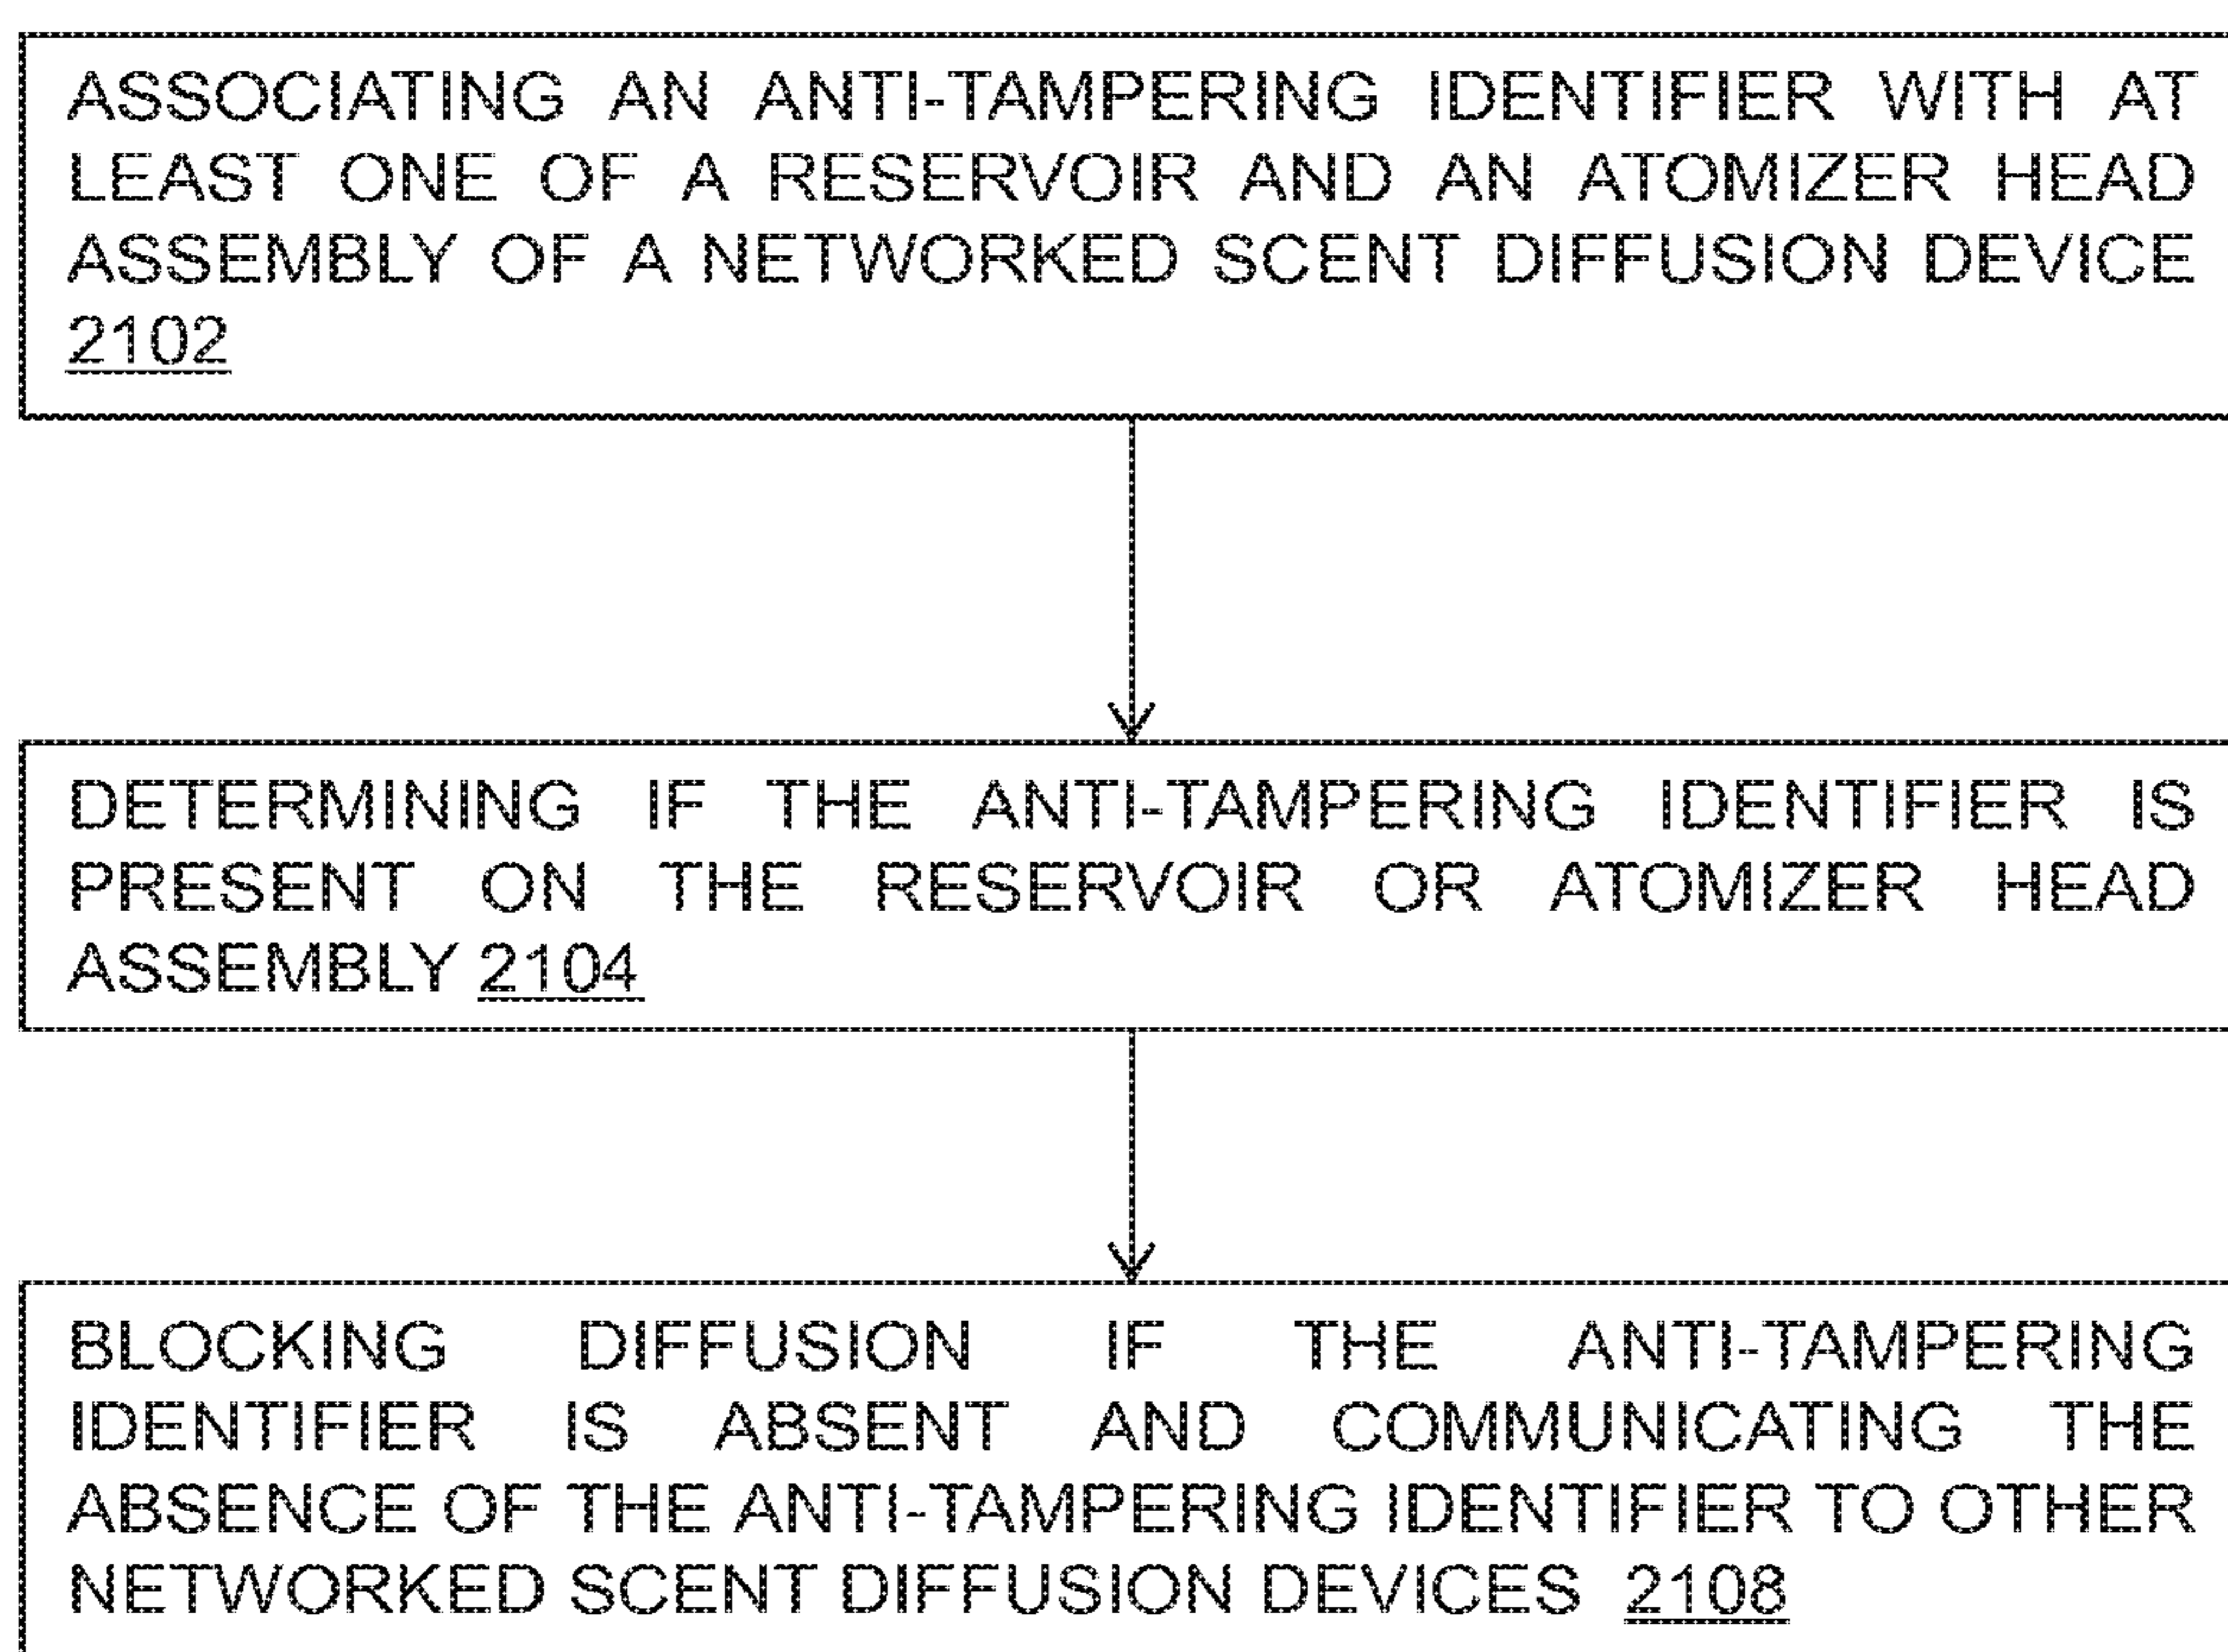 ASSOCIATING AN ANTI-TAMPERING IDENTIFIER WITH AT
LEAST ONE OF A RESERVOIR AND AN ATOMIZER HEAD
ASSEMBLY OF A NETWORKED SCENT DIFFUSION DEVICE
2102
DETERMINING IF THE ANTI-TAMPERING IDENTIFIER IS
PRESENT ON THE RESERVOIR OR ATOMIZER HEAD
ASSEMBLY 2104
BLOCKING DIFFUSION IF THE ANTI-TAMPERING
IDENTIFIER IS ABSENT AND COMMUNICATING THE
ABSENCE OF THE ANTI-TAMPERING IDENTIFIER TO OTHER
NETWORKED SCENT DIFFUSION DEVICES 2108